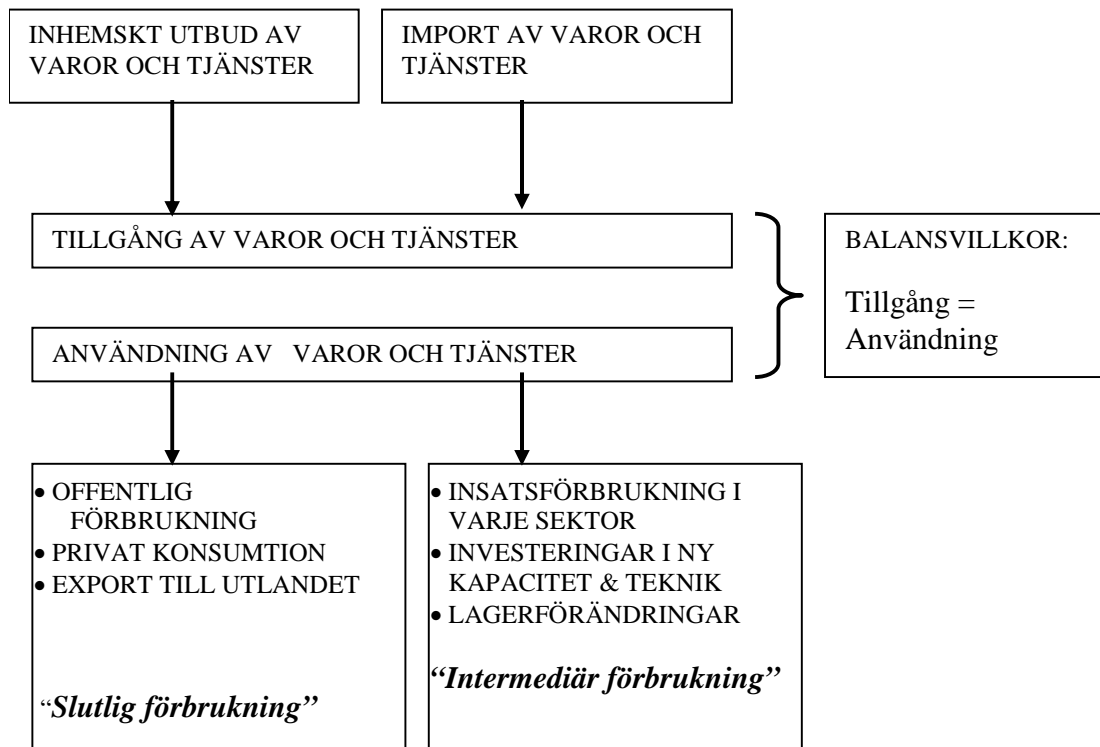 INHEMSKT UTBUD AV
VAROR OCH TJÄNSTER
IMPORT AV VAROR OCH
TJÄNSTER
TILLGÅNG AV VAROR OCH TJÄNSTER
ANVÄNDNING AV VAROR OCH TJÄNSTER
BALANSVILLKOR:
Tillgång =
Användning
• OFFENTLIG
FÖRBRUKNING
• PRIVAT KONSUMTION
• EXPORT TILL UTLANDET
“Slutlig förbrukning”
• INSATSFÖRBRUKNING I
VARJE SEKTOR
• INVESTERINGAR I NY
KAPACITET & TEKNIK
• LAGERFÖRÄNDRINGAR
“Intermediär förbrukning”